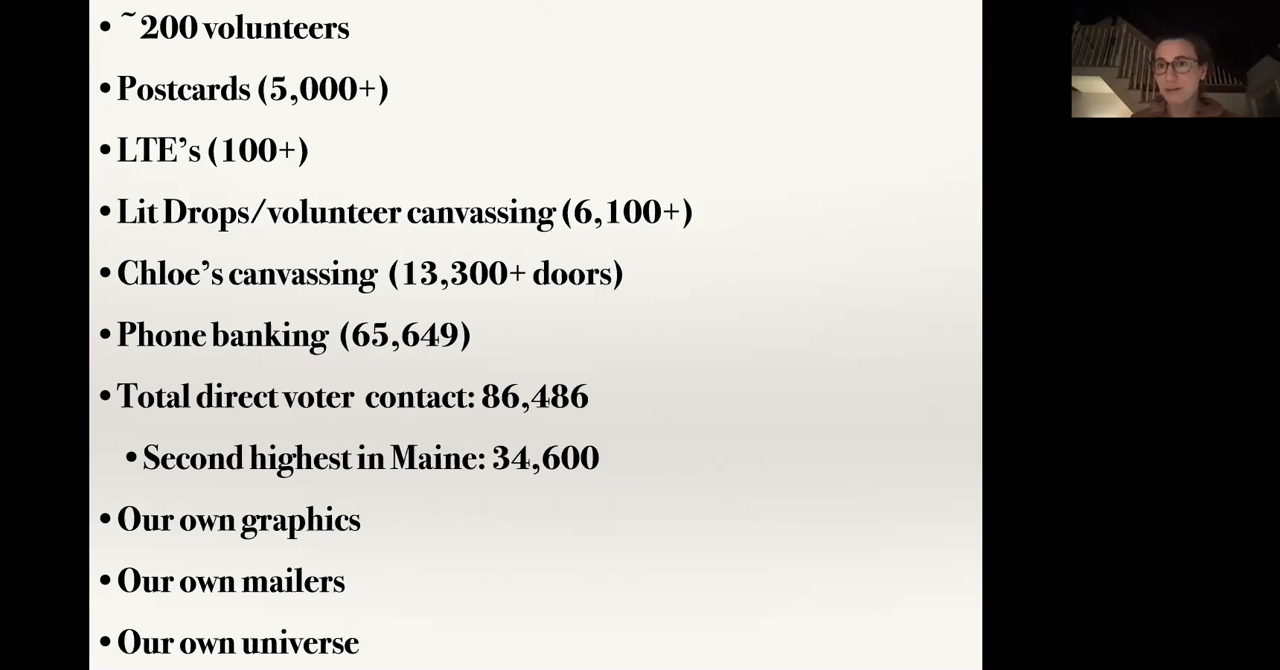 • ~200 volunteers
• Postcards (5,000+)
• LTE’s (100+)
• Lit Drops/volunteer canvassing (6,100+)
• Chloe’s canvassing (13,300+ doors)
• Phone banking (65,649)
• Total direct voter contact: 86,486
• Second highest in Maine: 34,600
• Our own graphics
• Our own mailers
• Our own universe